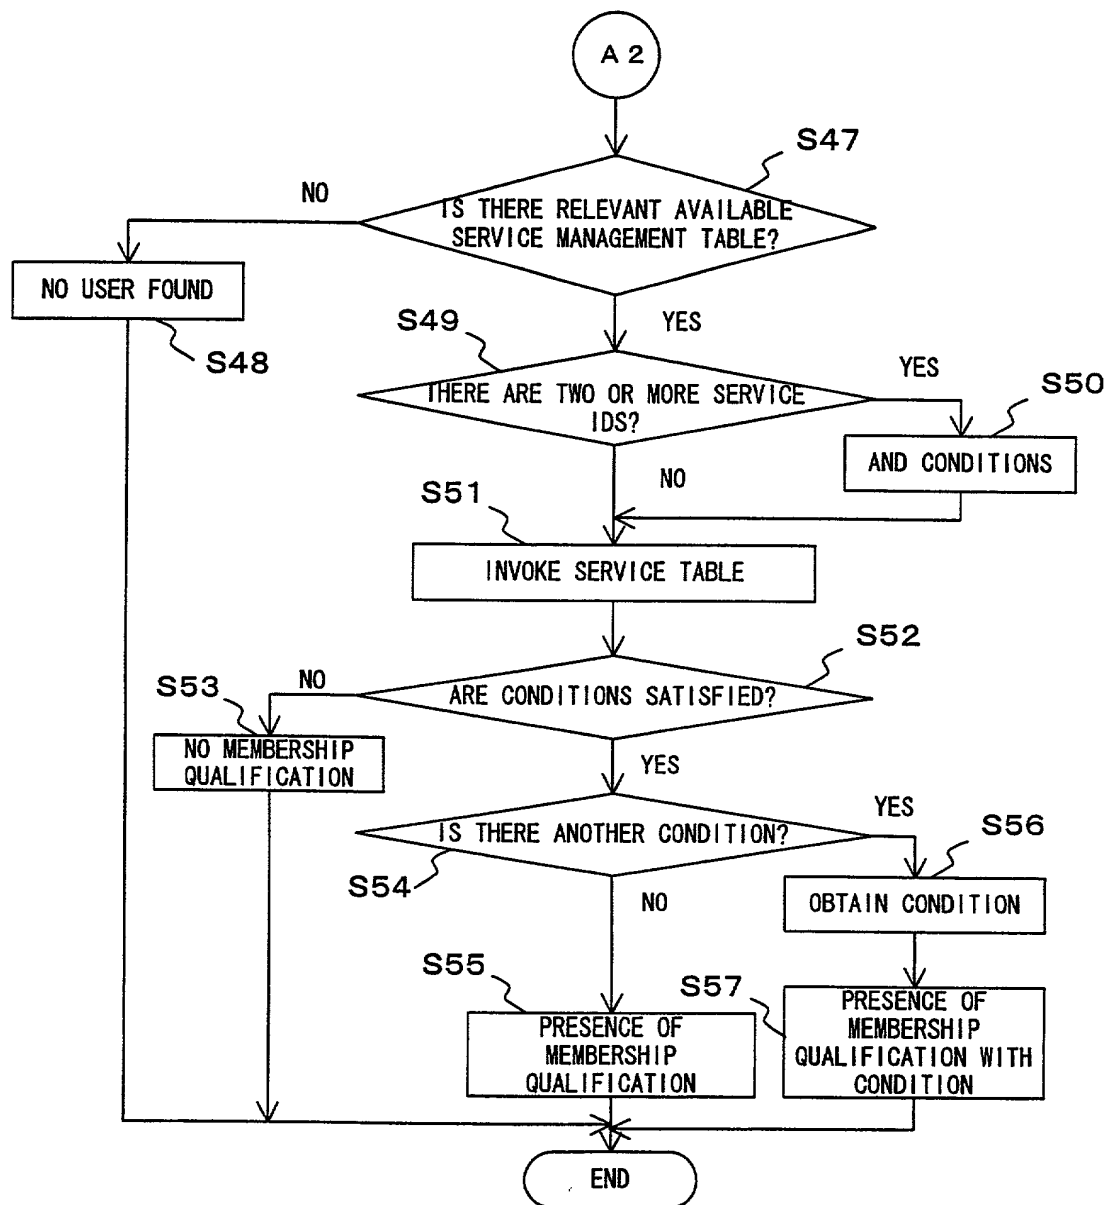 A 2
S47
NO
IS THERE RELEVANT AVAILABLE
SERVICE MANAGEMENT TABLE?
NO USER FOUND
S48
YES
S49
THERE ARE TWO OR MORE SERVICE
IDS?
YES
S50
AND CONDITIONS
NO
S51
INVOKE SERVICE TABLE
S52
ARE CONDITIONS SATISFIED?
NO
S53
NO MEMBERSHIP
QUALIFICATION
YES
IS THERE ANOTHER CONDITION?
S54
YES
S56
OBTAIN CONDITION
NO
S55
PRESENCE OF
MEMBERSHIP
QUALIFICATION
S57
PRESENCE OF
MEMBERSHIP
QUALIFICATION WITH
CONDITION
END